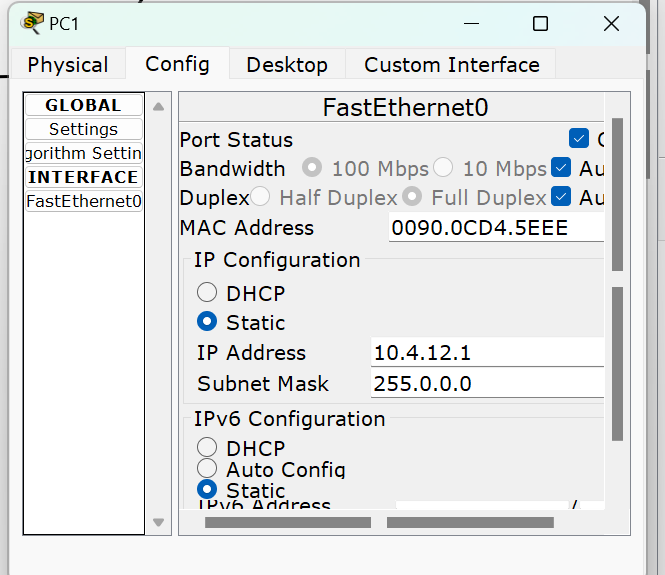 PC1
Physical Config Desktop Custom Interface
GLOBAL
Settings
gorithm Settin
INTERFACE
FastEthernet0
FastEthernet0
Port Status
Bandwidth 100 Mbps 10 Mbps Au
Duplex Half Duplex Full Duplex Au
MAC Address 0090.0CD4.5EEE
IP Configuration
DHCP
Static
IP Address 10.4.12.1
Subnet Mask 255.0.0.0
IPv6 Configuration
DHCP
Auto Config
Static
IPv6 Address /